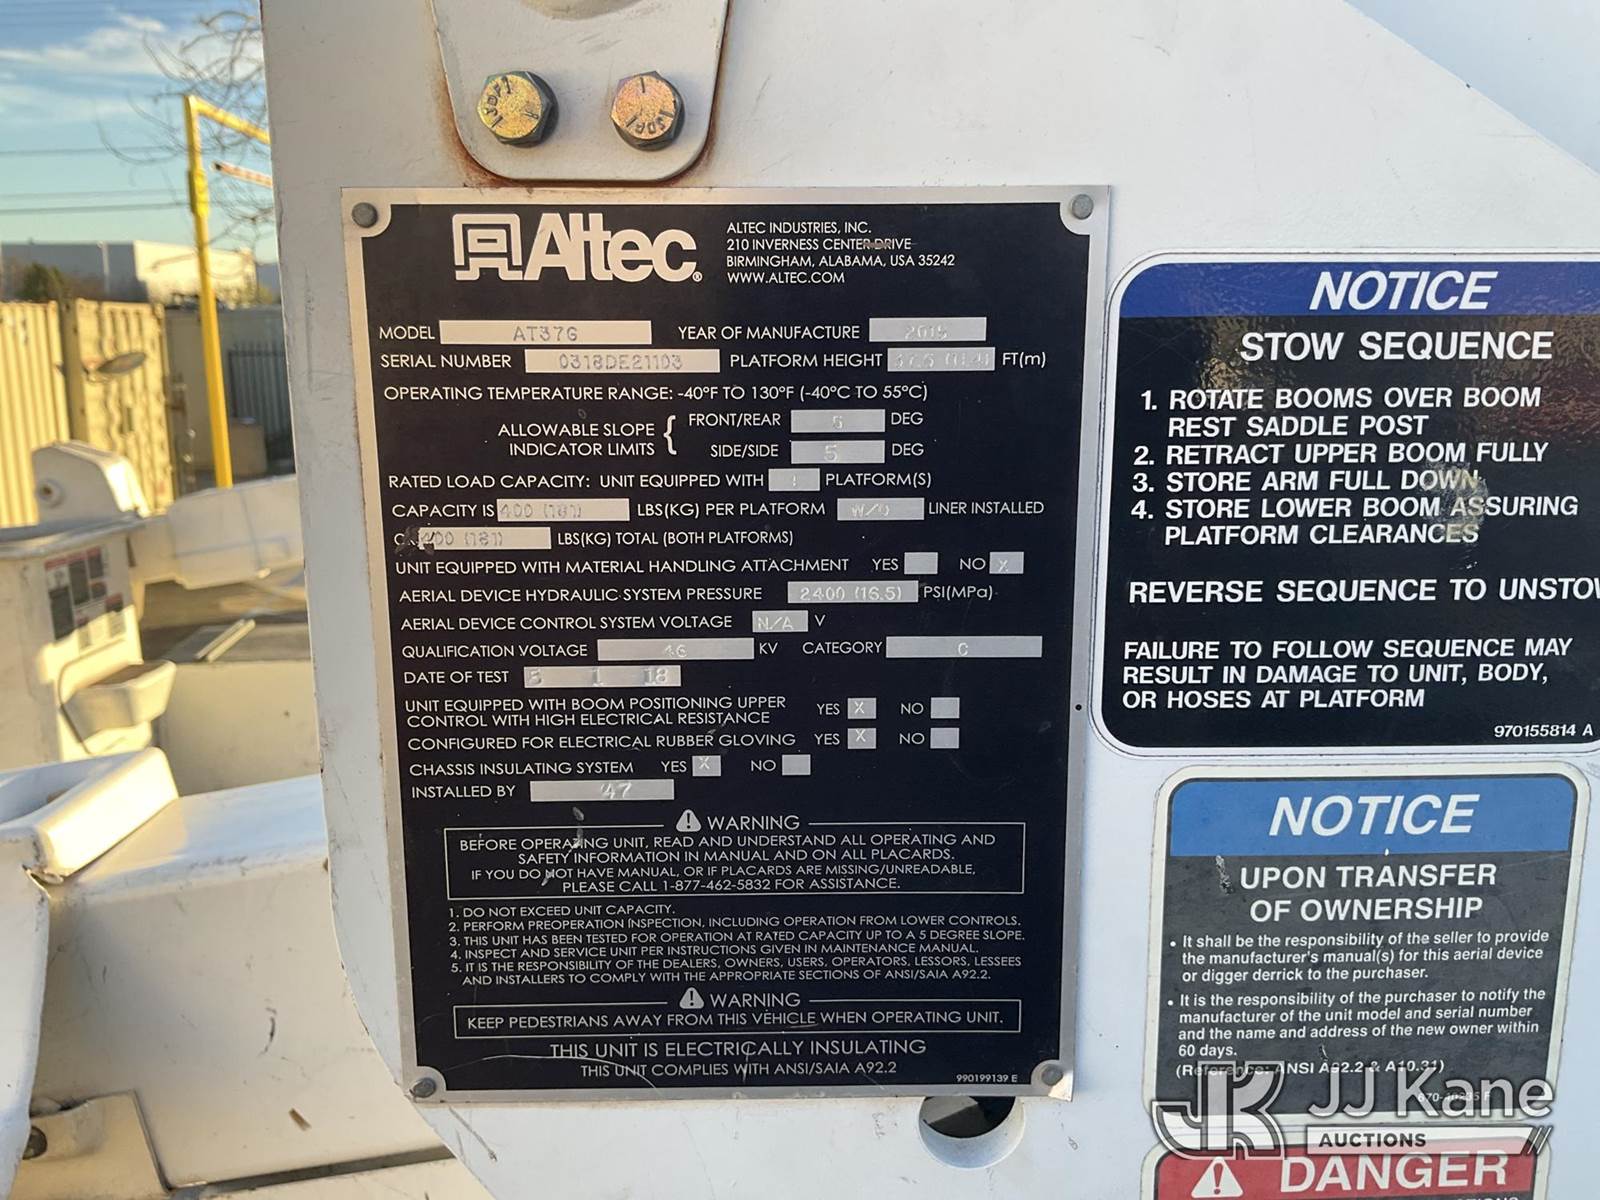 Altec®
ALTEC INDUSTRIES, INC.
210 INVERNESS CENTER DRIVE
BIRMINGHAM, ALABAMA, USA 35242
WWW.ALTEC.COM
MODEL AT37G YEAR OF MANUFACTURE
SERIAL NUMBER 0318DE21103 PLATFORM HEIGHT FT(m)
OPERATING TEMPERATURE RANGE: -40°F TO 130°F (-40°C TO 55°C)
ALLOWABLE SLOPE INDICATOR LIMITS
FRONT/REAR 5 DEG
SIDE/SIDE 5 DEG
RATED LOAD CAPACITY: UNIT EQUIPPED WITH 1 PLATFORM(S)
CAPACITY IS 400 (181) LBS(KG) PER PLATFORM W/O LINER INSTALLED
400 (181) LBS(KG) TOTAL (BOTH PLATFORMS)
UNIT EQUIPPED WITH MATERIAL HANDLING ATTACHMENT YES NO X
AERIAL DEVICE HYDRAULIC SYSTEM PRESSURE 2400 (16.5) PSI(MPa)
AERIAL DEVICE CONTROL SYSTEM VOLTAGE N/A V
QUALIFICATION VOLTAGE 46 KV CATEGORY C
DATE OF TEST 1 18
UNIT EQUIPPED WITH BOOM POSITIONING UPPER
CONTROL WITH HIGH ELECTRICAL RESISTANCE YES X NO
CONFIGURED FOR ELECTRICAL RUBBER GLOVING YES X NO
CHASSIS INSULATING SYSTEM YES X NO
INSTALLED BY 47
WARNING
BEFORE OPERATING UNIT, READ AND UNDERSTAND ALL OPERATING AND
SAFETY INFORMATION IN MANUAL AND ON ALL PLACARDS.
IF YOU DO NOT HAVE MANUAL, OR IF PLACARDS ARE MISSING/UNREADABLE,
PLEASE CALL 1-877-462-5832 FOR ASSISTANCE.
1. DO NOT EXCEED UNIT CAPACITY.
2. PERFORM PREOPERATION INSPECTION, INCLUDING OPERATION FROM LOWER CONTROLS.
3. THIS UNIT HAS BEEN TESTED FOR OPERATION AT RATED CAPACITY UP TO A 5 DEGREE SLOPE.
4. INSPECT AND SERVICE UNIT PER INSTRUCTIONS GIVEN IN MAINTENANCE MANUAL.
5. IT IS THE RESPONSIBILITY OF THE DEALERS, OWNERS, USERS, OPERATORS, LESSORS, LESSEES
AND INSTALLERS TO COMPLY WITH THE APPROPRIATE SECTIONS OF ANSI/SAIA A92.2.
WARNING
KEEP PEDESTRIANS AWAY FROM THIS VEHICLE WHEN OPERATING UNIT.
THIS UNIT IS ELECTRICALLY INSULATING
THIS UNIT COMPLIES WITH ANSI/SAIA A92.2
990199139 E
NOTICE
STOW SEQUENCE
1. ROTATE BOOMS OVER BOOM
REST SADDLE POST
2. RETRACT UPPER BOOM FULLY
3. STORE ARM FULL DOWN
4. STORE LOWER BOOM ASSURING
PLATFORM CLEARANCES
REVERSE SEQUENCE TO UNSTOW
FAILURE TO FOLLOW SEQUENCE MAY
RESULT IN DAMAGE TO UNIT, BODY,
OR HOSES AT PLATFORM
970155814 A
NOTICE
UPON TRANSFER
OF OWNERSHIP
• It shall be the responsibility of the seller to provide
the manufacturer's manual(s) for this aerial device
or digger derrick to the purchaser.
• It is the responsibility of the purchaser to notify the
manufacturer of the unit model and serial number
and the name and address of the new owner within
60 days.
(Reference: ANSI A92.2 & A10.31)
JK JJ Kane
AUCTIONS
DANGER